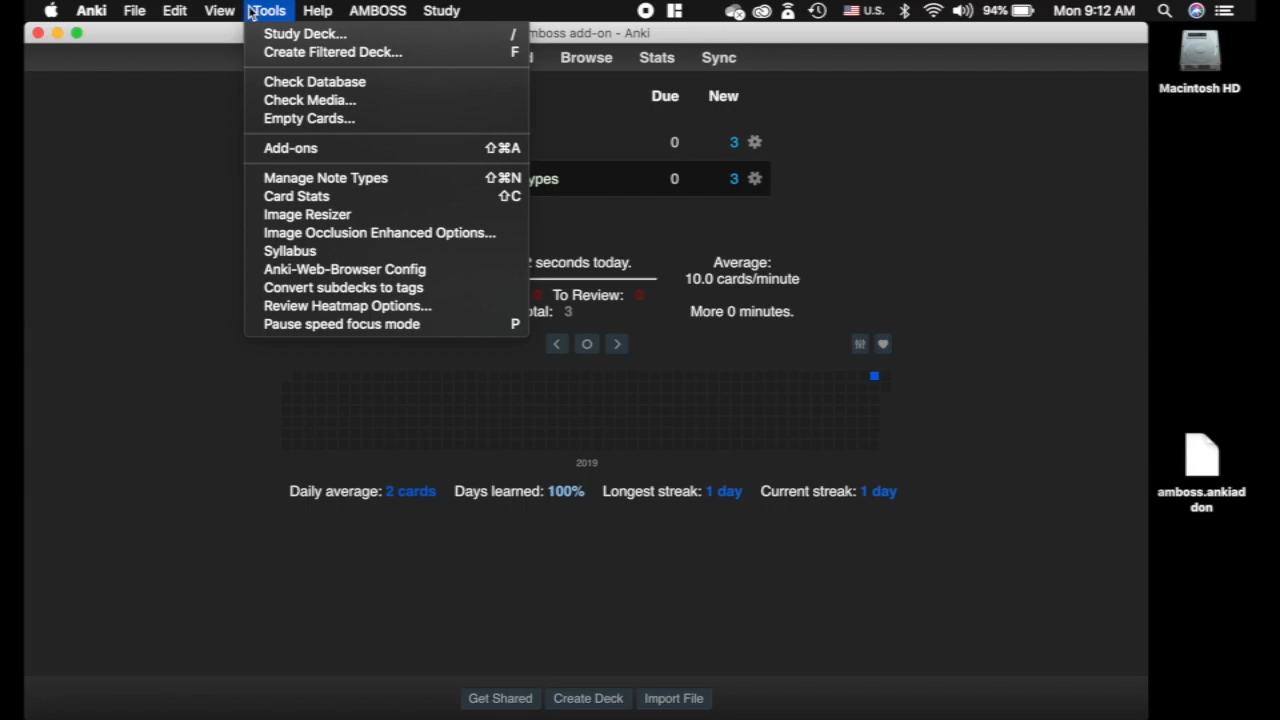 Anki File Edit View Tools Help AMBOSS Study U.S. 94% Mon 9:12 AM
mboss add-on - Anki
Study Deck... /
Create Filtered Deck... F
Check Database
Check Media...
Empty Cards...
Add-ons ⇧⌘A
Manage Note Types ⇧⌘N
Card Stats ⇧C
Image Resizer
Image Occlusion Enhanced Options...
Syllabus
Anki-Web-Browser Config
Convert subdecks to tags
Review Heatmap Options...
Pause speed focus mode P
d Browse Stats Sync
Due New
0 3
ypes 0 3
2 seconds today.
Average:
10.0 cards/minute
0 To Review: 0
otal: 3
More 0 minutes.
2019
Daily average: 2 cards Days learned: 100% Longest streak: 1 day Current streak: 1 day
Get Shared Create Deck Import File
Macintosh HD
amboss.ankiad
don